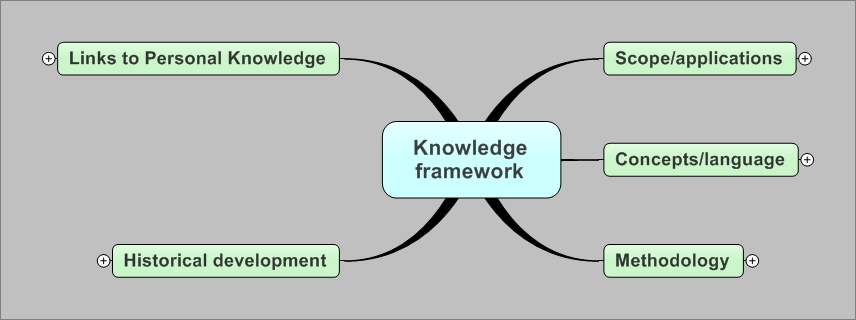 Links to Personal Knowledge
Scope/applications
Knowledge
framework
Concepts/language
Historical development
Methodology